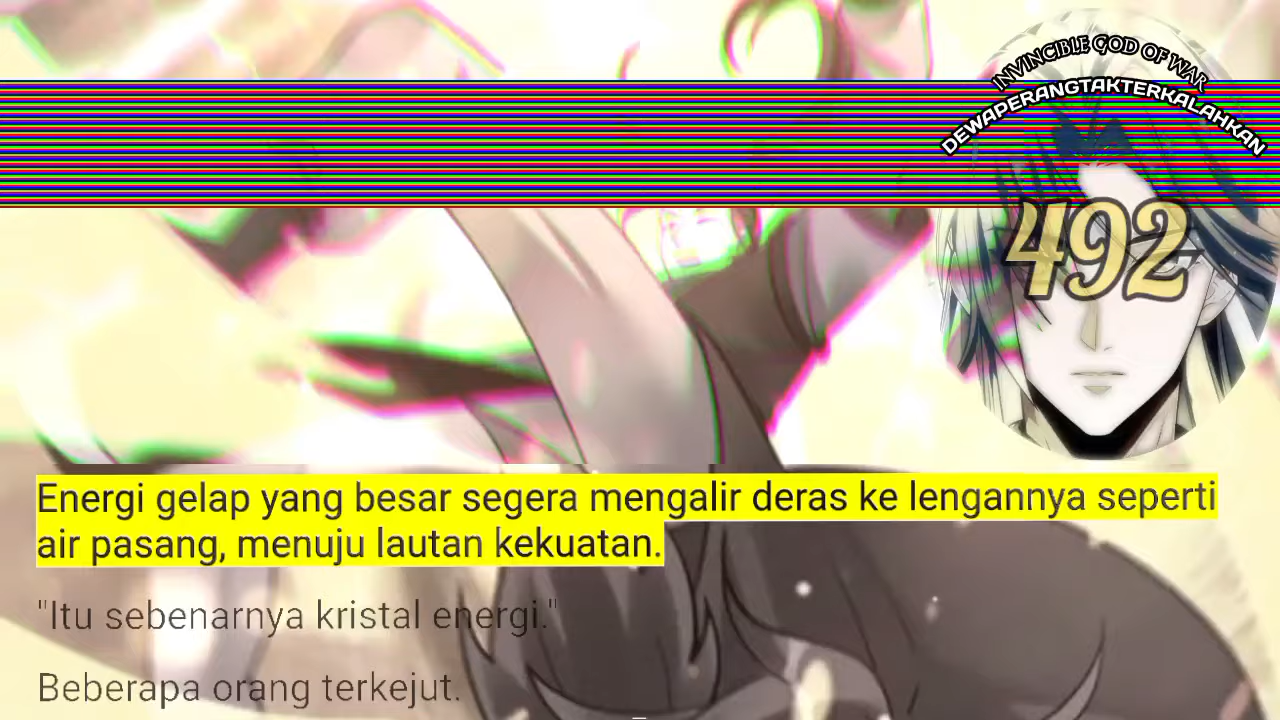 INVINCIBLE GOD OF WAR
DEWAPERANGTAKTERKALAHKAN
492
Energi gelap yang besar segera mengalir deras ke lengannya seperti
air pasang, menuju lautan kekuatan.
"Itu sebenarnya kristal energi."
Beberapa orang terkejut.